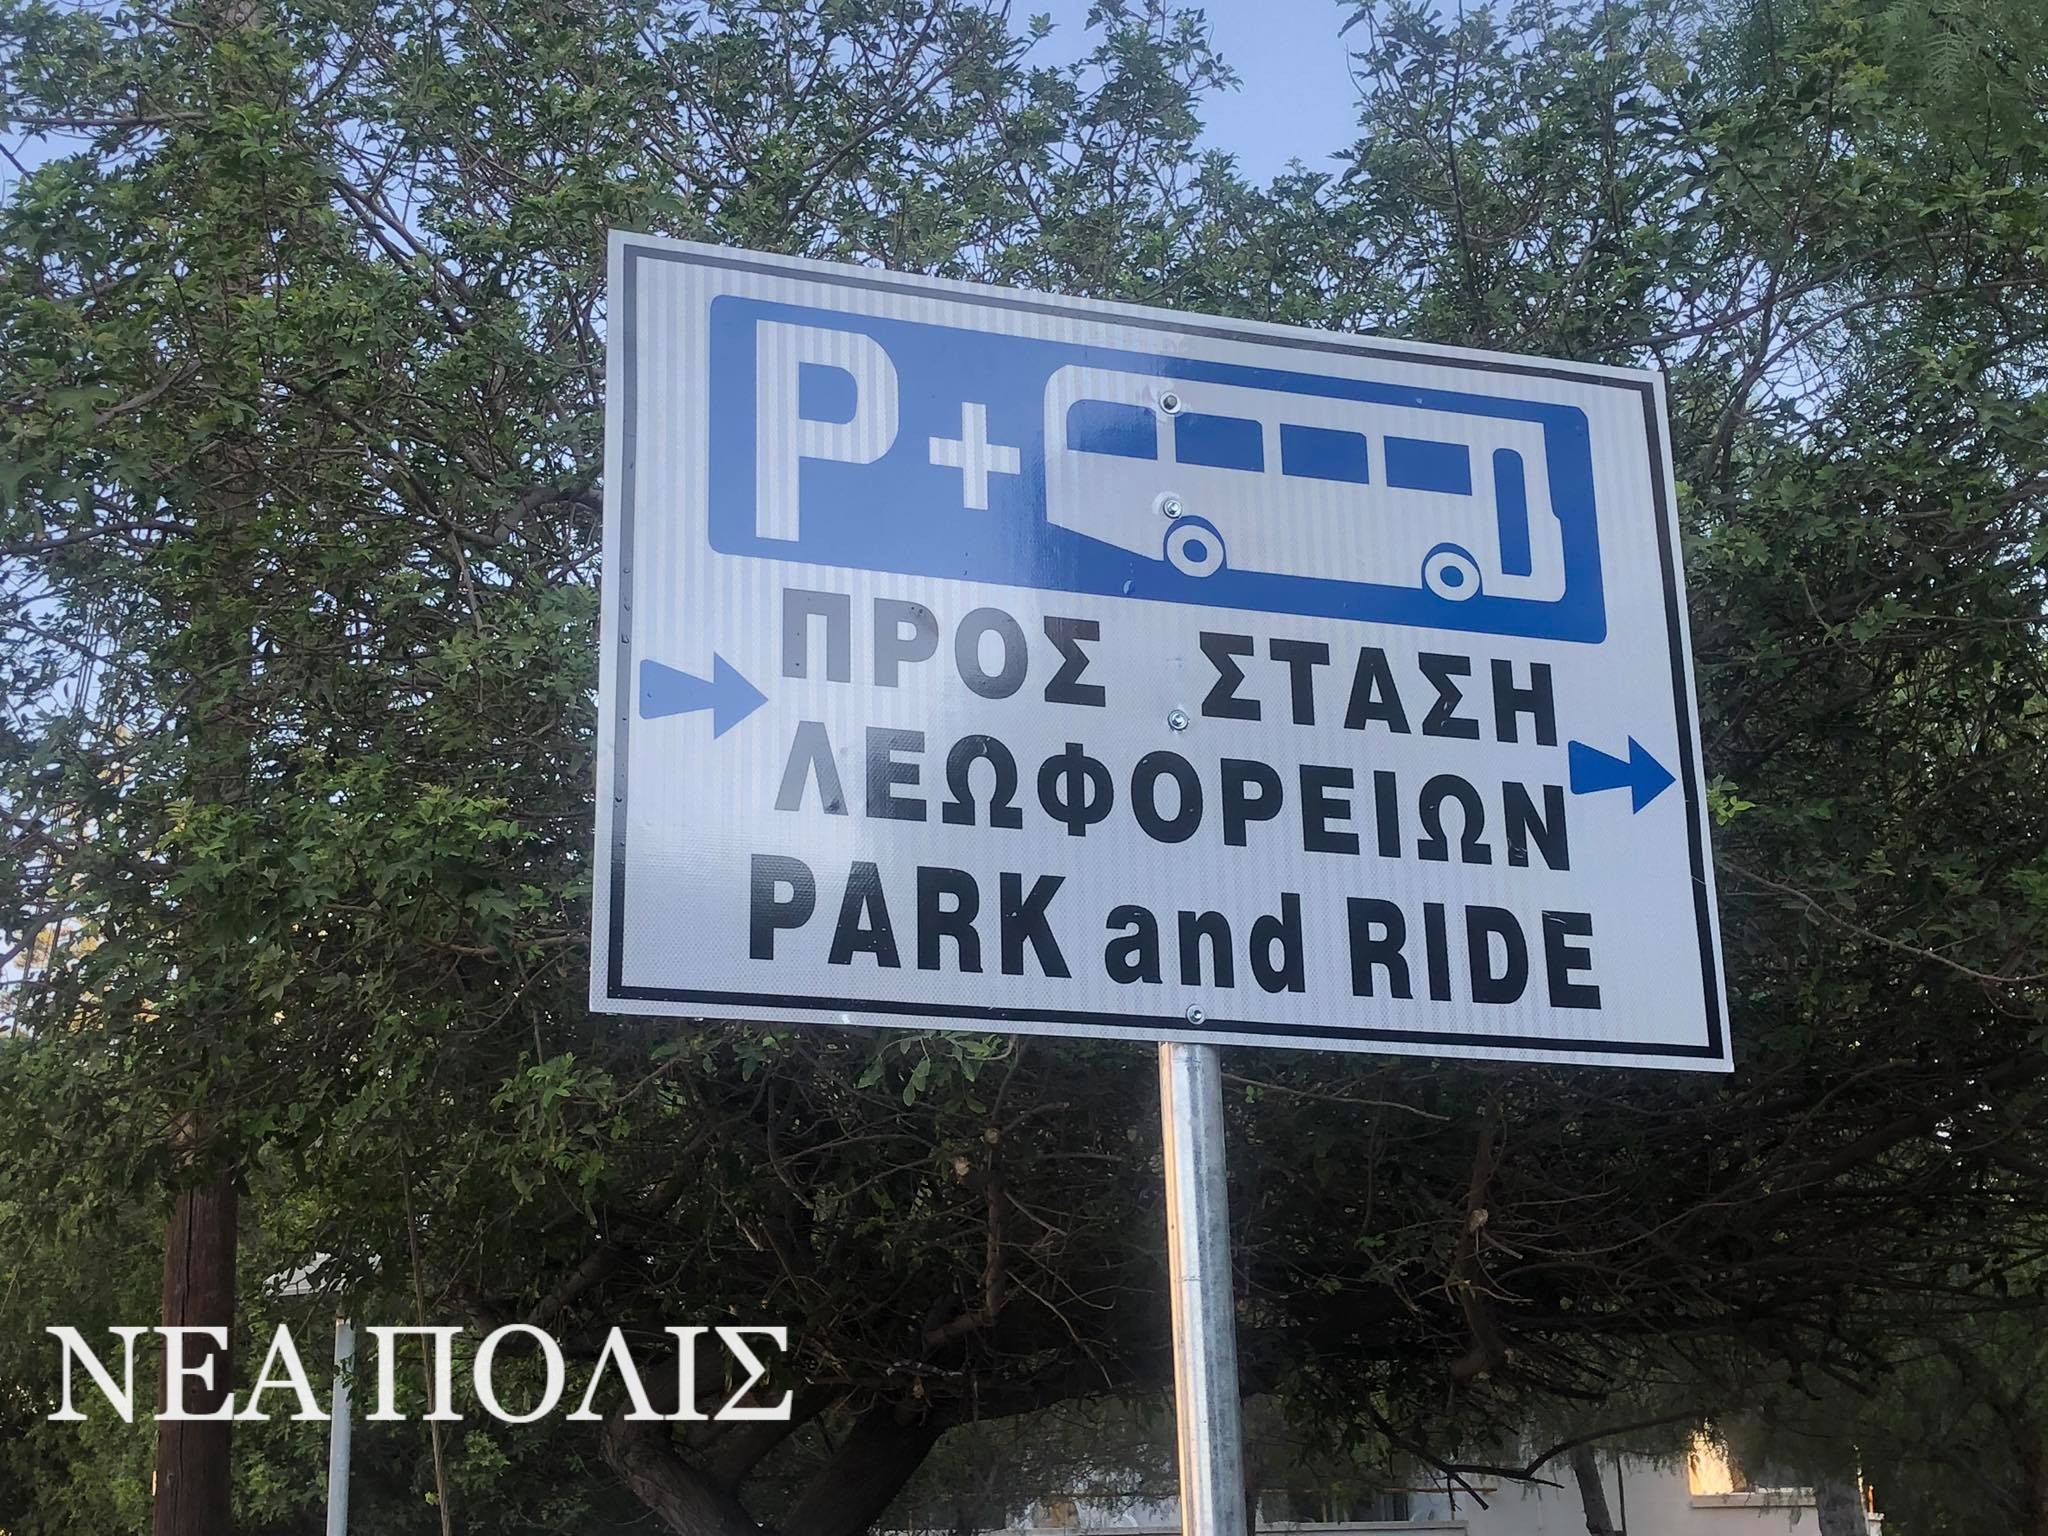 P+
ΠΡΟΣ ΣΤΑΣΗ
ΛΕΩΦΟΡΕΙΩΝ
PARK and RIDE
ΝΕΑ ΠΟΛΙΣ